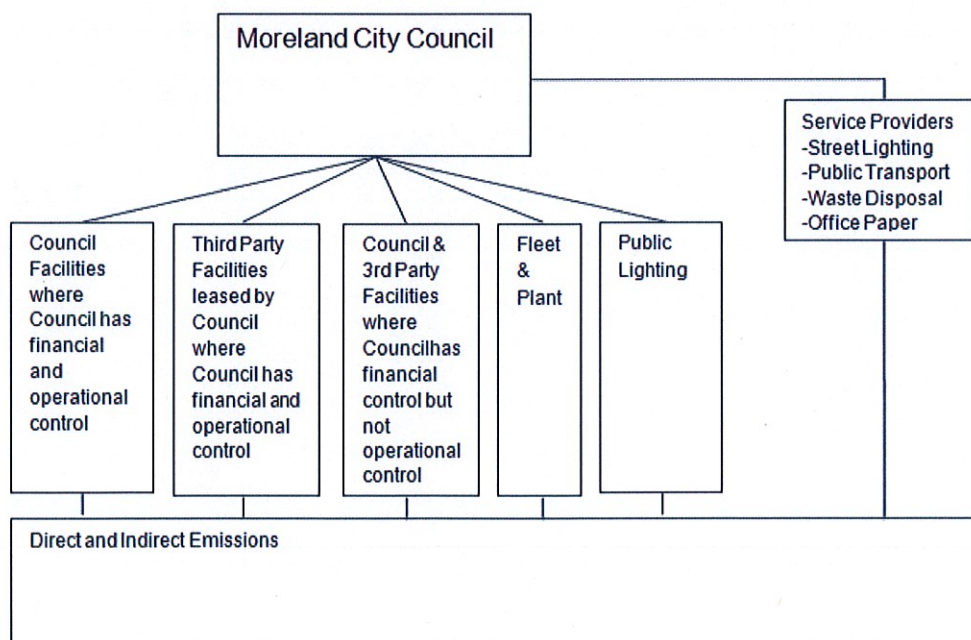 Moreland City Council
Service Providers
-Street Lighting
-Public Transport
-Waste Disposal
-Office Paper
Council
Facilities
where
Council has
financial
and
operational
control
Third Party
Facilities
leased by
Council
where
Council has
financial and
operational
control
Council &
3rd Party
Facilities
where
Councilhas
financial
control but
not
operational
control
Fleet
&
Plant
Public
Lighting
Direct and Indirect Emissions